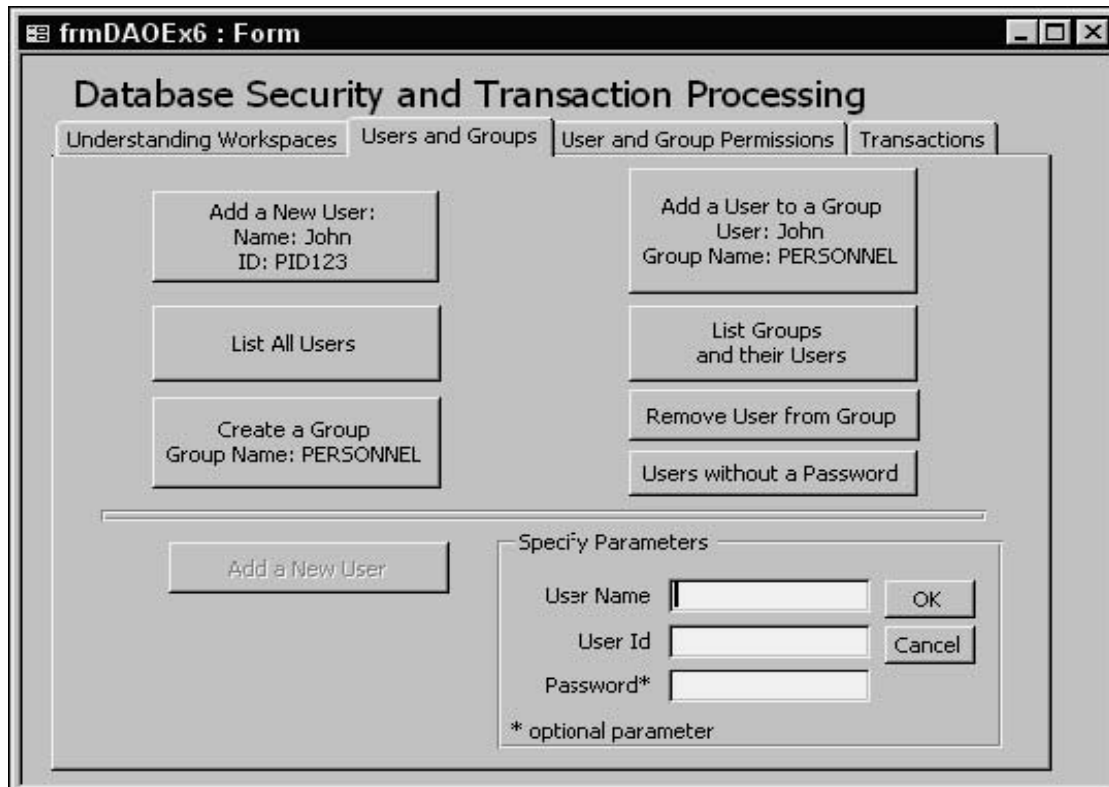 frmDAOEx6 : Form
Database Security and Transaction Processing
Understanding Workspaces
Users and Groups
User and Group Permissions
Transactions
Add a New User:
Name: John
ID: PID123
Add a User to a Group
User: John
Group Name: PERSONNEL
List All Users
List Groups
and their Users
Create a Group
Group Name: PERSONNEL
Remove User from Group
Users without a Password
Add a New User
Specify Parameters
User Name
OK
User Id
Cancel
Password*
* optional parameter